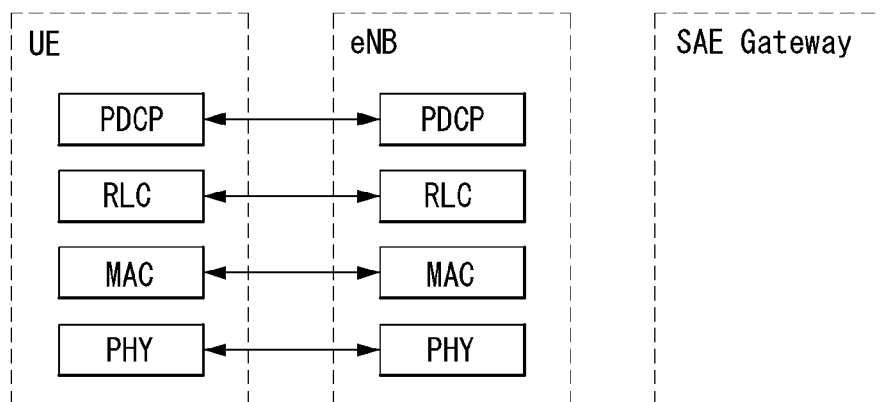 UE eNB SAE Gateway
PDCP PDCP
RLC RLC
MAC MAC
PHY PHY